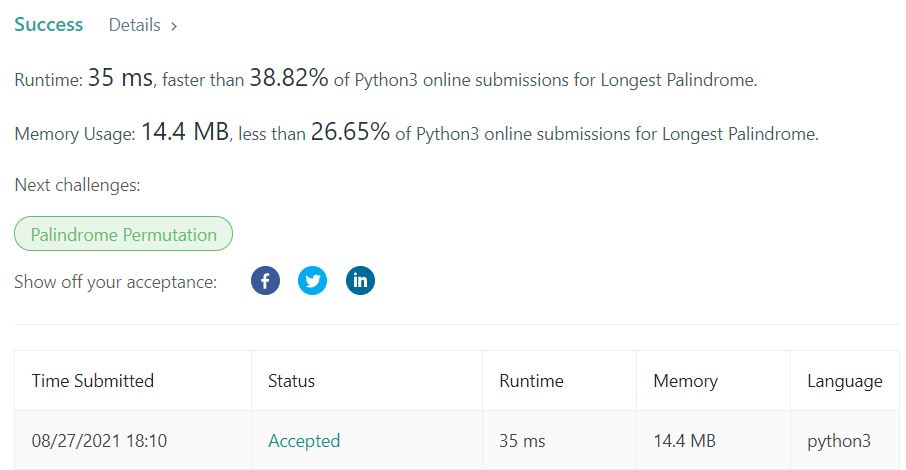 Success Details >
Runtime: 35 ms, faster than 38.82% of Python3 online submissions for Longest Palindrome.
Memory Usage: 14.4 MB, less than 26.65% of Python3 online submissions for Longest Palindrome.
Next challenges:
Palindrome Permutation
Show off your acceptance: f in
Time Submitted Status Runtime Memory Language
08/27/2021 18:10 Accepted 35 ms 14.4 MB python3